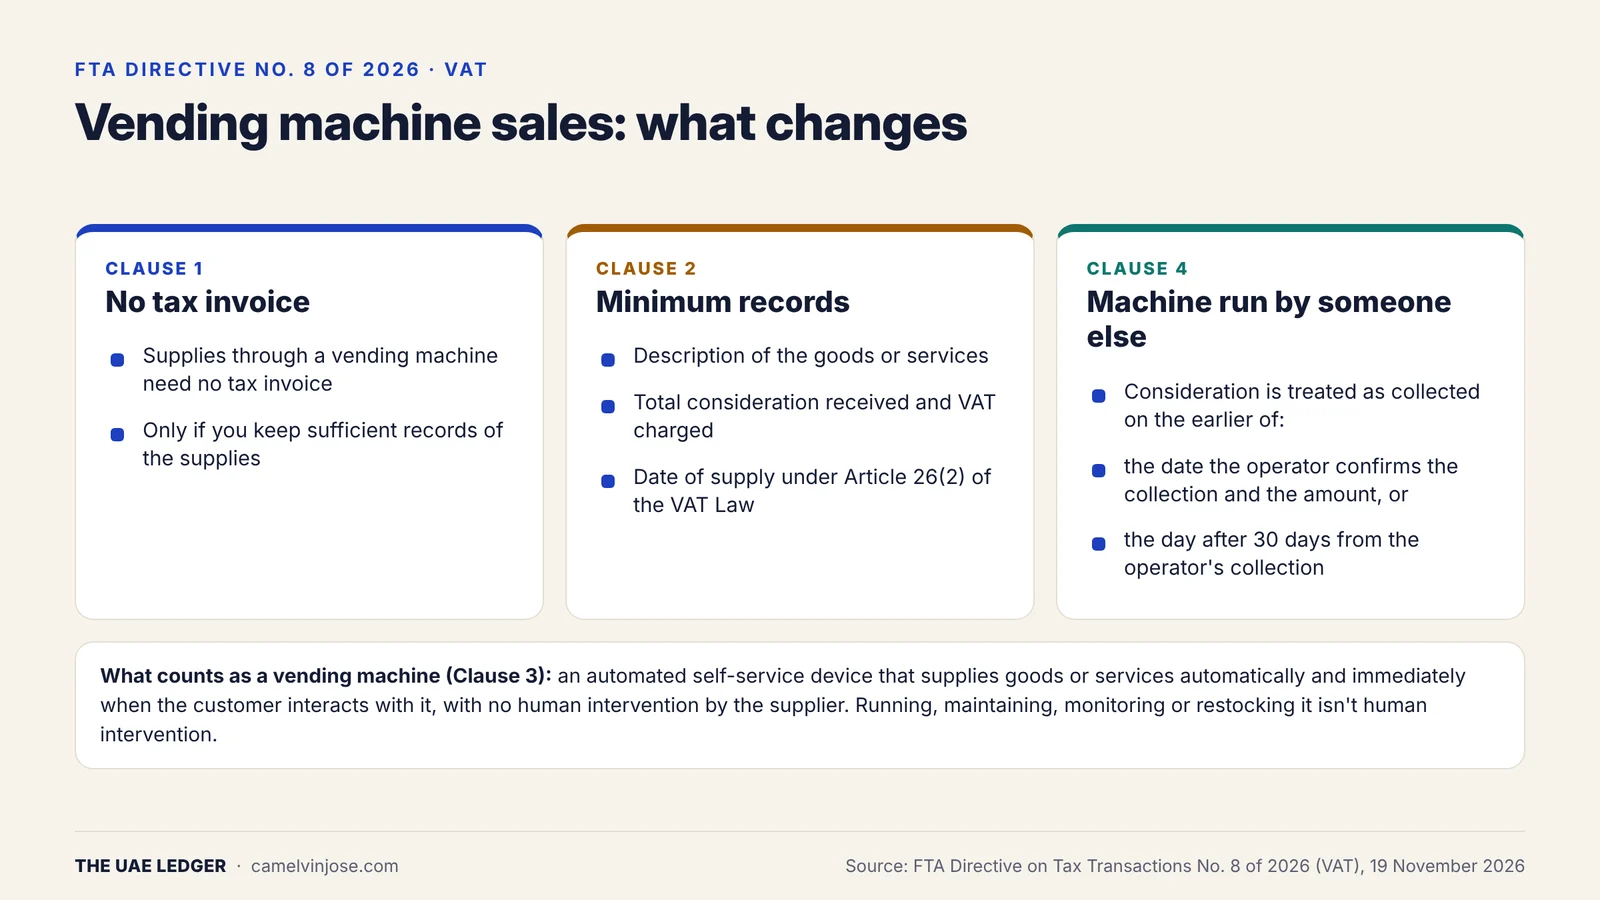 FTA DIRECTIVE NO. 8 OF 2026 · VAT
Vending machine sales: what changes
CLAUSE 1
No tax invoice
Supplies through a vending machine
need no tax invoice
Only if you keep sufficient records of
the supplies
CLAUSE 2
Minimum records
Description of the goods or services
Total consideration received and VAT
charged
Date of supply under Article 26(2) of
the VAT Law
CLAUSE 4
Machine run by someone
else
Consideration is treated as collected
on the earlier of:
the date the operator confirms the
collection and the amount, or
the day after 30 days from the
operator's collection
What counts as a vending machine (Clause 3): an automated self-service device that supplies goods or services automatically and immediately
when the customer interacts with it, with no human intervention by the supplier. Running, maintaining, monitoring or restocking it isn't human
intervention.
THE UAE LEDGER · camelvinjose.com
Source: FTA Directive on Tax Transactions No. 8 of 2026 (VAT), 19 November 2026